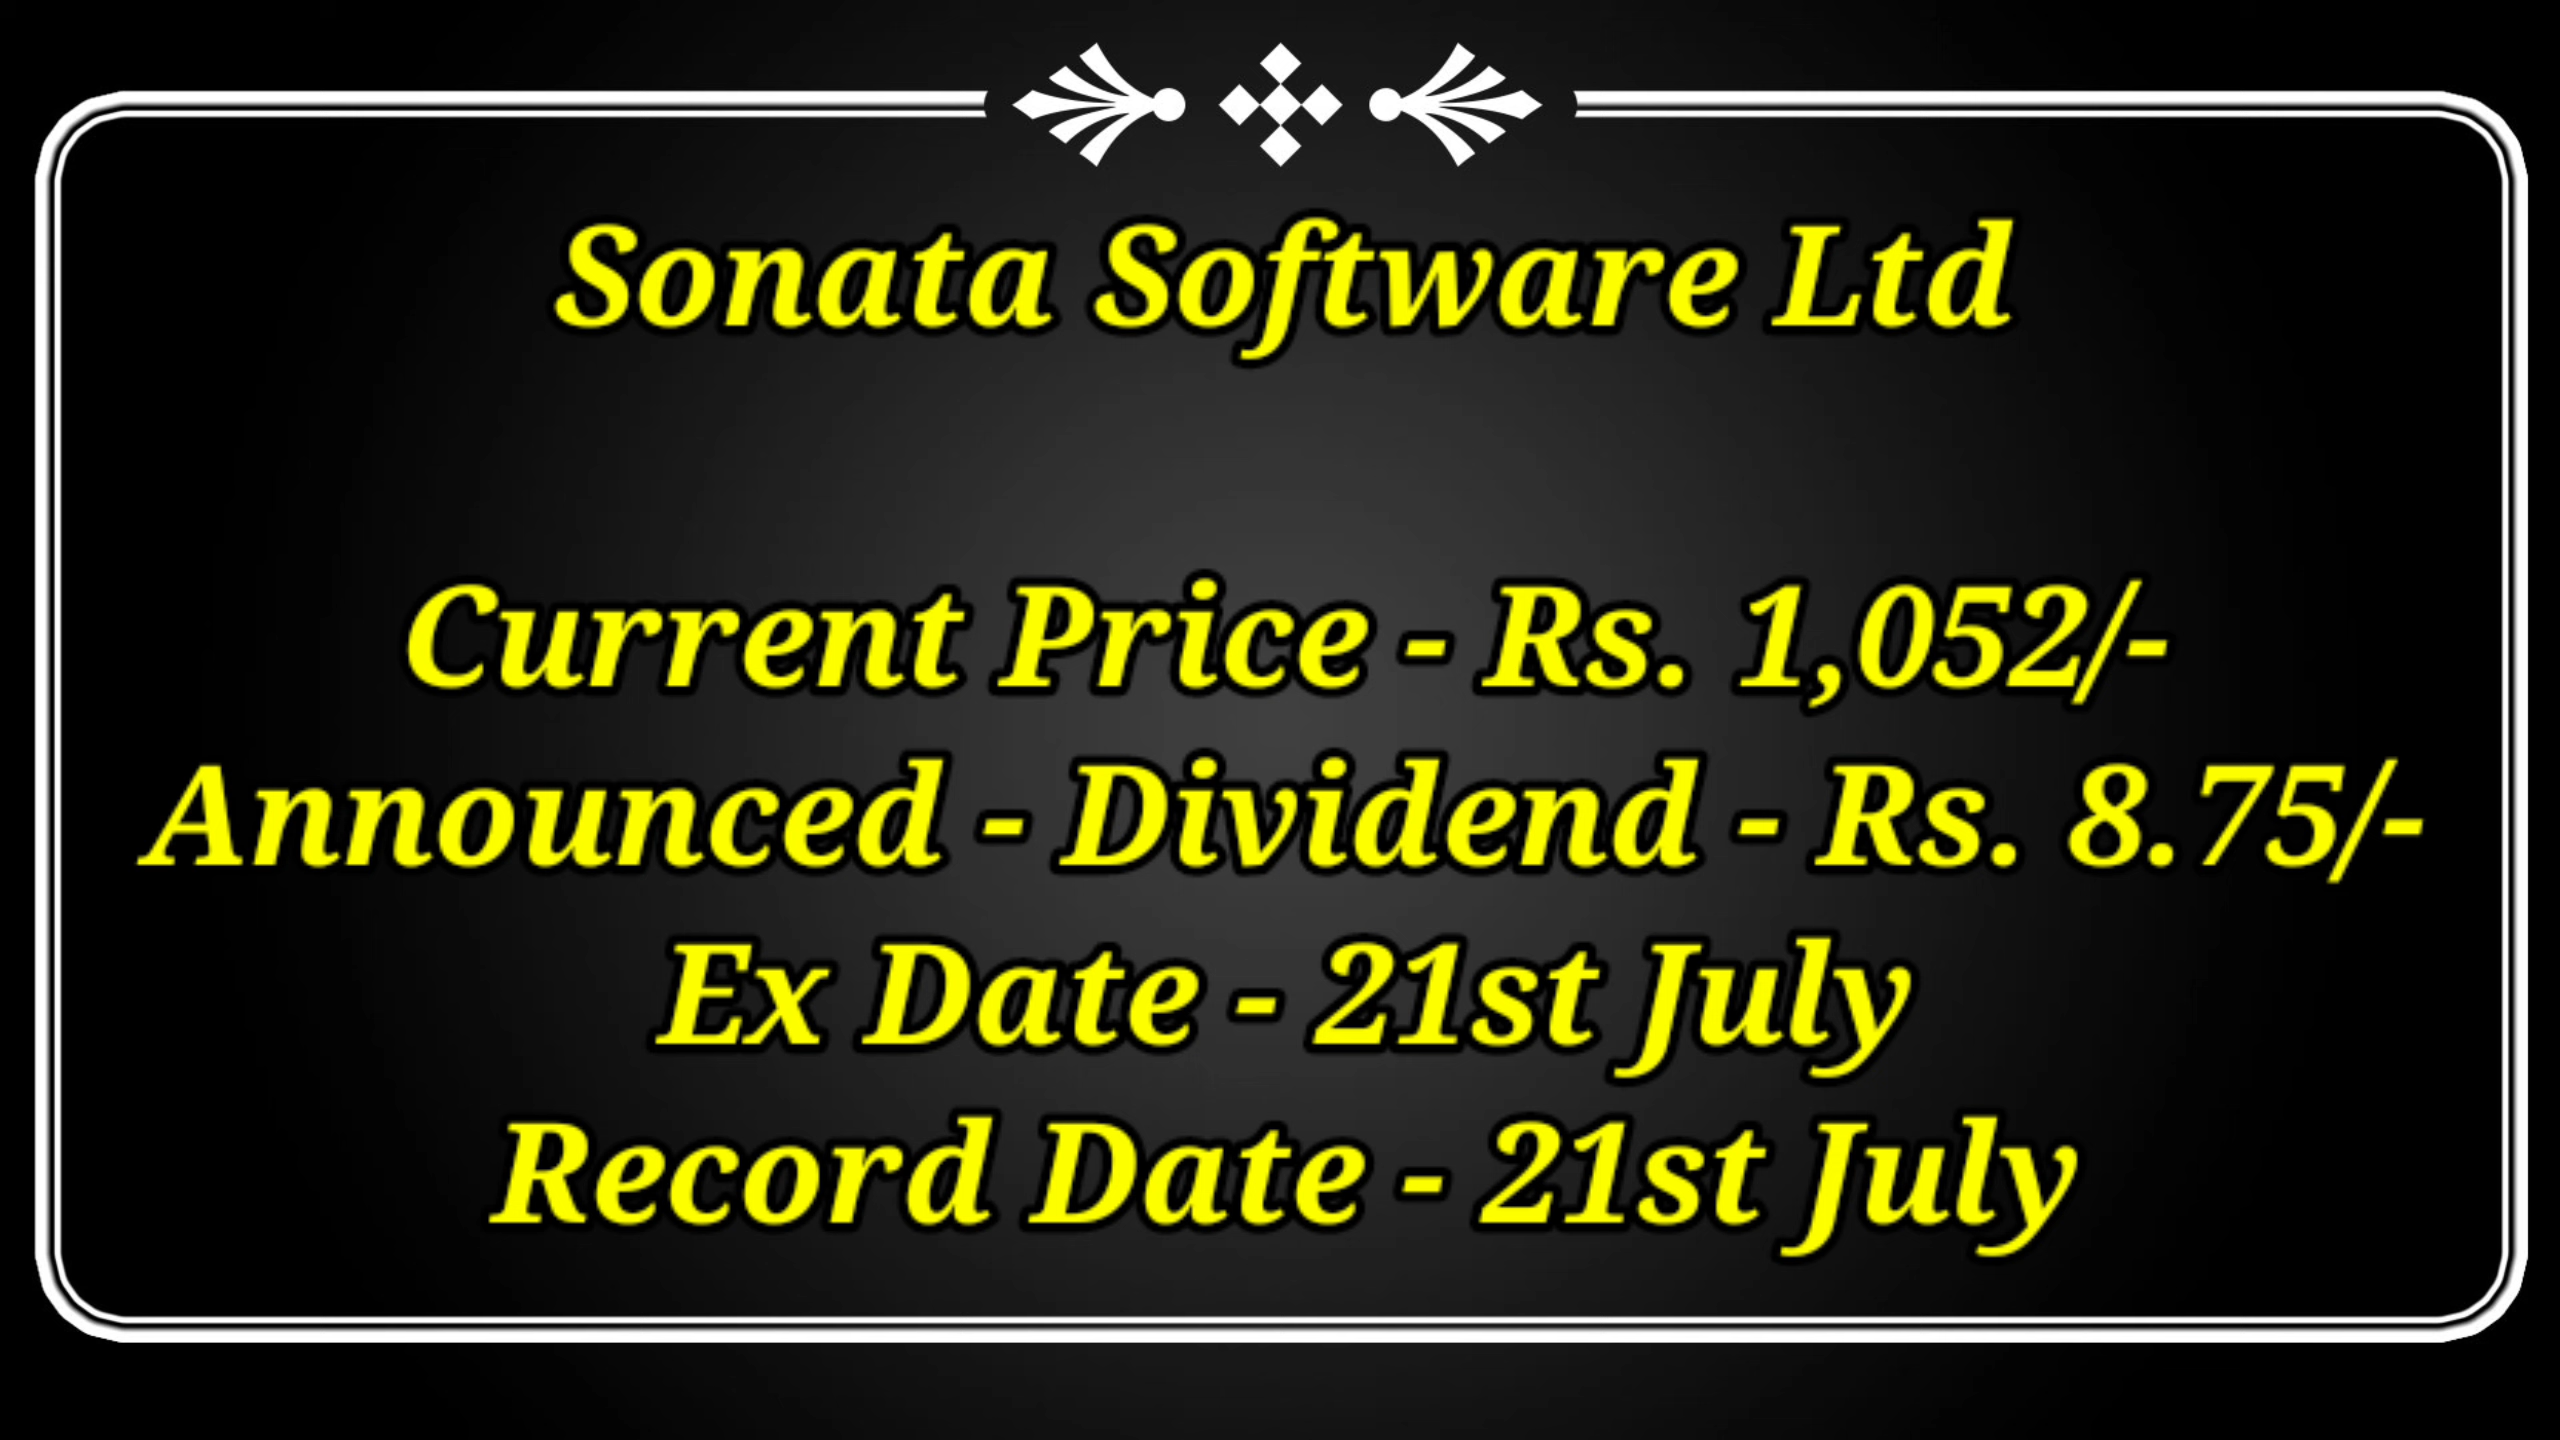 Sonata Software Ltd
Current Price - Rs. 1,052/-
Announced - Dividend - Rs. 8.75/-
Ex Date - 21st July
Record Date - 21st July